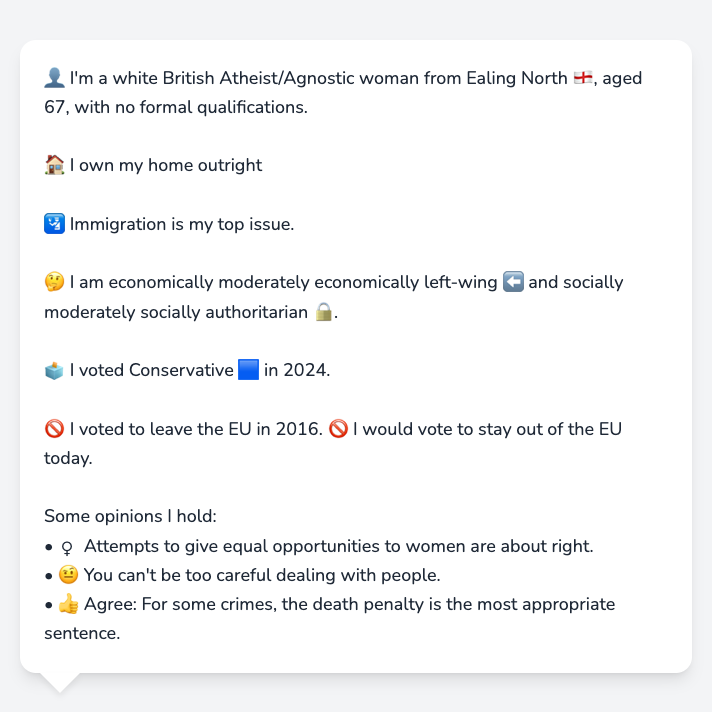 👤 I'm a white British Atheist/Agnostic woman from Ealing North 🏴󠁧󠁢󠁥󠁮󠁧󠁿, aged
67, with no formal qualifications.
🏠 I own my home outright
🛂 Immigration is my top issue.
🤔 I am economically moderately economically left-wing ⬅️ and socially
moderately socially authoritarian 🔒.
🗳️ I voted Conservative 🟦 in 2024.
🚫 I voted to leave the EU in 2016. 🚫 I would vote to stay out of the EU
today.
Some opinions I hold:
• ♀ Attempts to give equal opportunities to women are about right.
• 🤨 You can't be too careful dealing with people.
• 👍 Agree: For some crimes, the death penalty is the most appropriate
sentence.